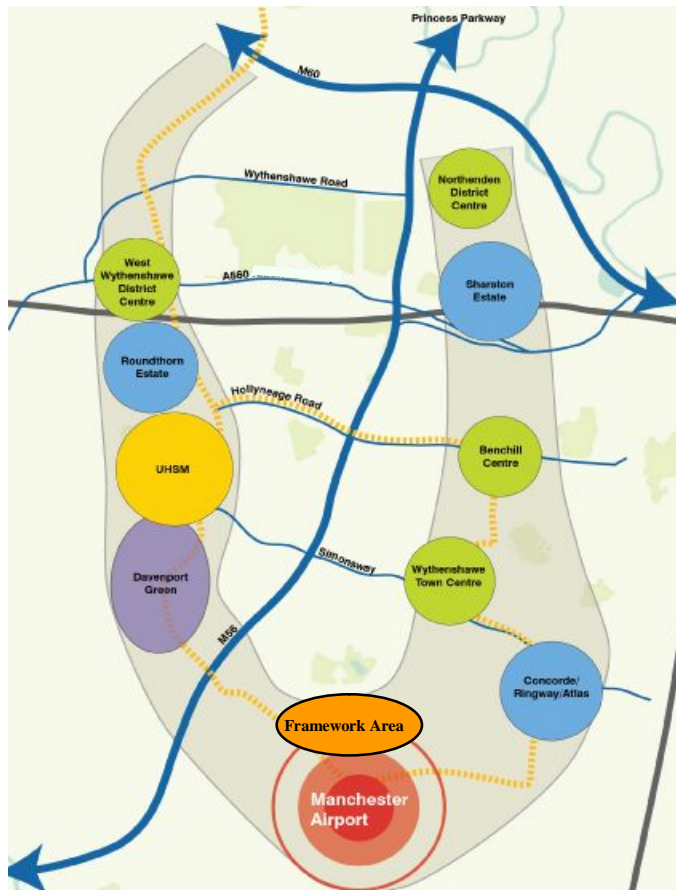 Princess Parkway
M60
Wythenshawe Road
Northenden
District
Centre
West
Wythenshawe
District
Centre
A560
Sharston
Estate
Roundthorn
Estate
Hollyneage Road
Benchill
Centre
UHSM
Simonsway
Wythenshawe
Town Centre
Davenport
Green
M56
Concorde/
Ringway/Atlas
Framework Area
Manchester
Airport